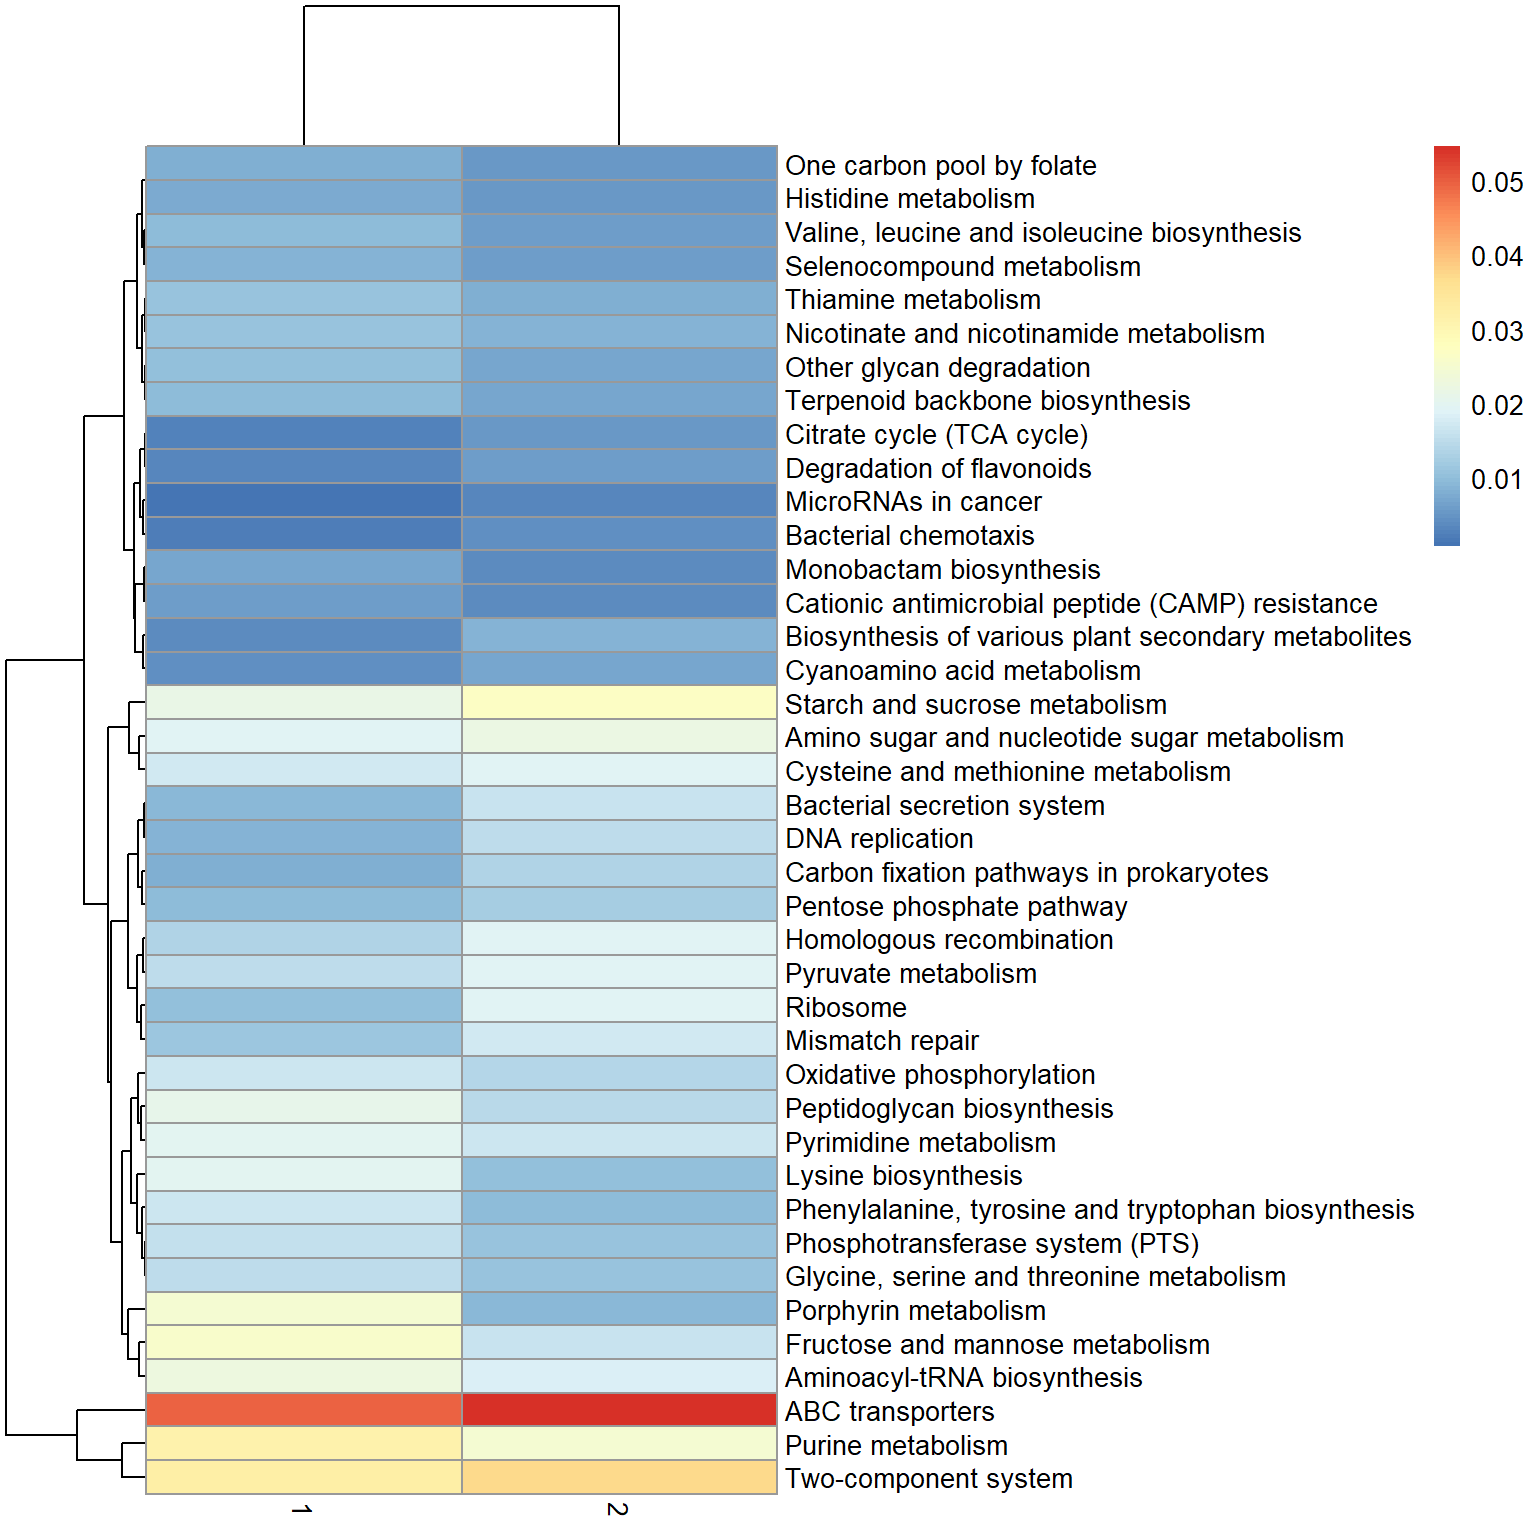 One carbon pool by folate
Histidine metabolism
Valine, leucine and isoleucine biosynthesis
Selenocompound metabolism
Thiamine metabolism
Nicotinate and nicotinamide metabolism
Other glycan degradation
Terpenoid backbone biosynthesis
Citrate cycle (TCA cycle)
Degradation of flavonoids
MicroRNAs in cancer
Bacterial chemotaxis
Monobactam biosynthesis
Cationic antimicrobial peptide (CAMP) resistance
Biosynthesis of various plant secondary metabolites
Cyanoamino acid metabolism
Starch and sucrose metabolism
Amino sugar and nucleotide sugar metabolism
Cysteine and methionine metabolism
Bacterial secretion system
DNA replication
Carbon fixation pathways in prokaryotes
Pentose phosphate pathway
Homologous recombination
Pyruvate metabolism
Ribosome
Mismatch repair
Oxidative phosphorylation
Peptidoglycan biosynthesis
Pyrimidine metabolism
Lysine biosynthesis
Phenylalanine, tyrosine and tryptophan biosynthesis
Phosphotransferase system (PTS)
Glycine, serine and threonine metabolism
Porphyrin metabolism
Fructose and mannose metabolism
Aminoacyl-tRNA biosynthesis
ABC transporters
Purine metabolism
Two-component system
1
2
0.05
0.04
0.03
0.02
0.01